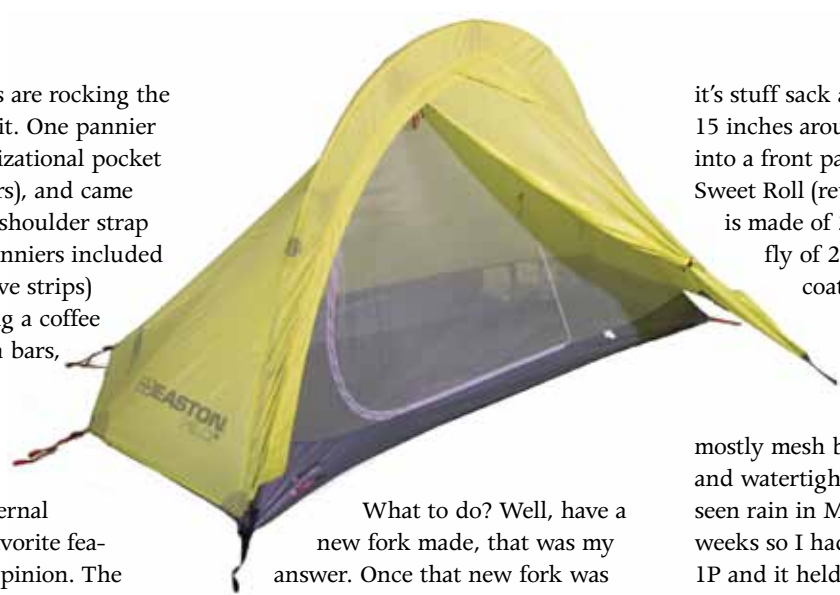 s are rocking the
it. One pannier
izational pocket
rs), and came
shoulder strap
nniers included
ve strips)
g a coffee
n bars,
ernal
vorite fea-
pinion. The
EASTON
What to do? Well, have a
new fork made, that was my
answer. Once that new fork was
it's stuff sack a
15 inches arou
into a front pa
Sweet Roll (re
is made of
fly of 2
coat
mostly mesh b
and watertigh
seen rain in M
weeks so I had
1P and it held